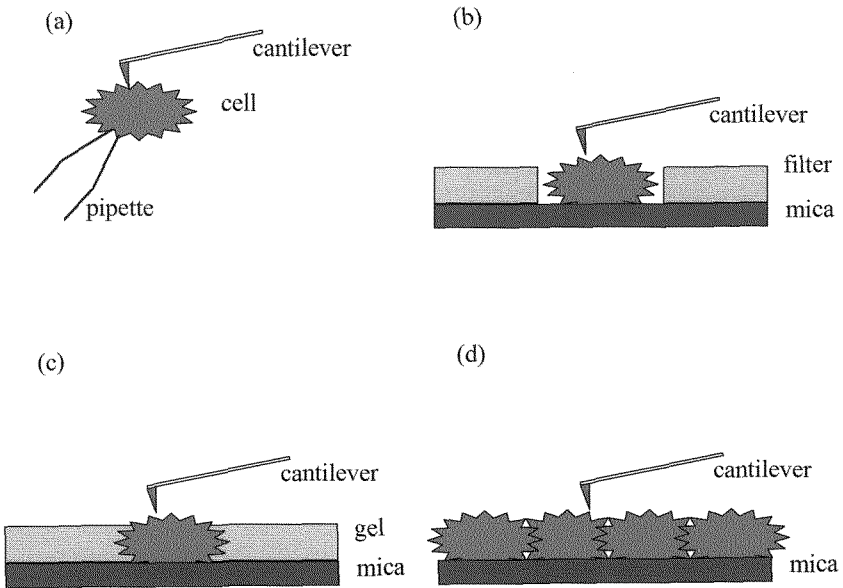 (a)
cantilever
cell
pipette
(b)
cantilever
filter
mica
(c)
cantilever
gel
mica
(d)
cantilever
mica